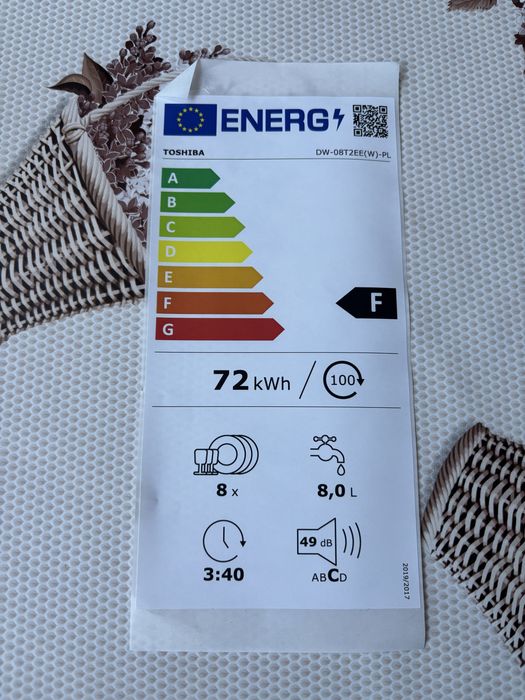 ENERG
TOSHIBA DW-08T2EE(W)-PL
A
B
C
D
E
F
F
G
72 kWh / 100
8 x 8,0 L
49 dB
3:40 ABCD
2019/2017